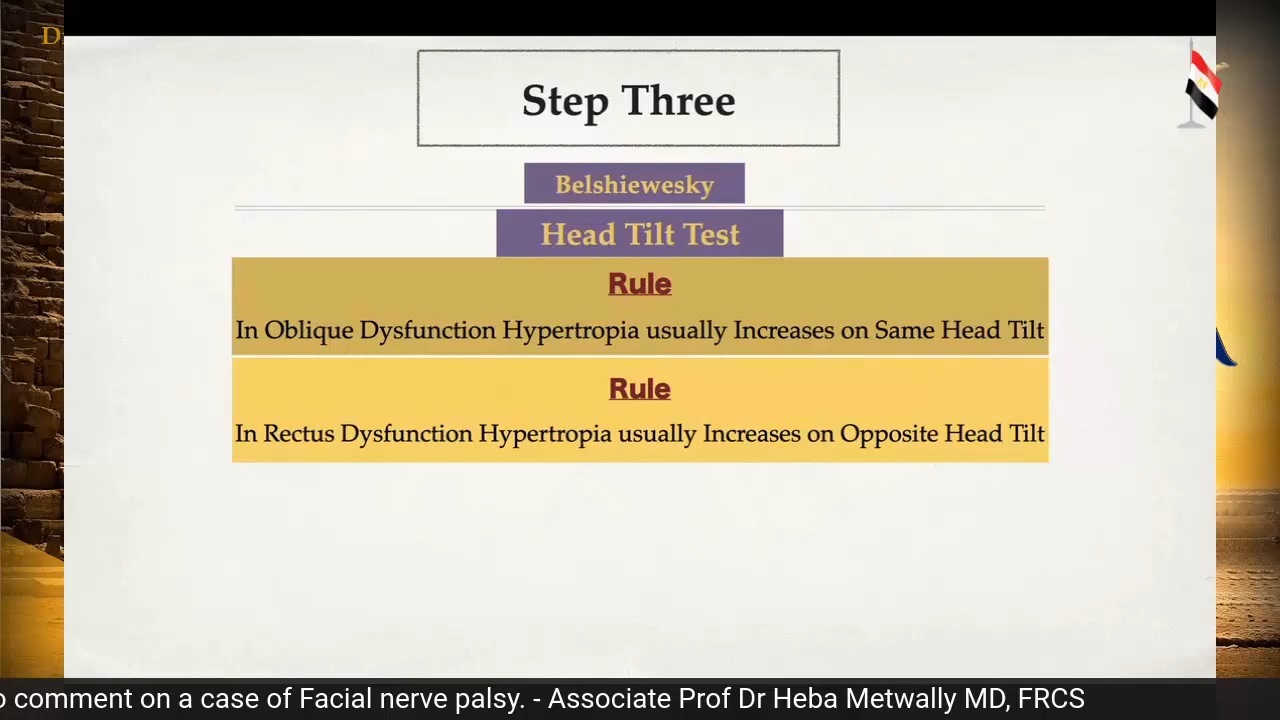 D
Step Three
Belshiewesky
Head Tilt Test
Rule
In Oblique Dysfunction Hypertropia usually Increases on Same Head Tilt
Rule
In Rectus Dysfunction Hypertropia usually Increases on Opposite Head Tilt
comment on a case of Facial nerve palsy. - Associate Prof Dr Heba Metwally MD, FRCS